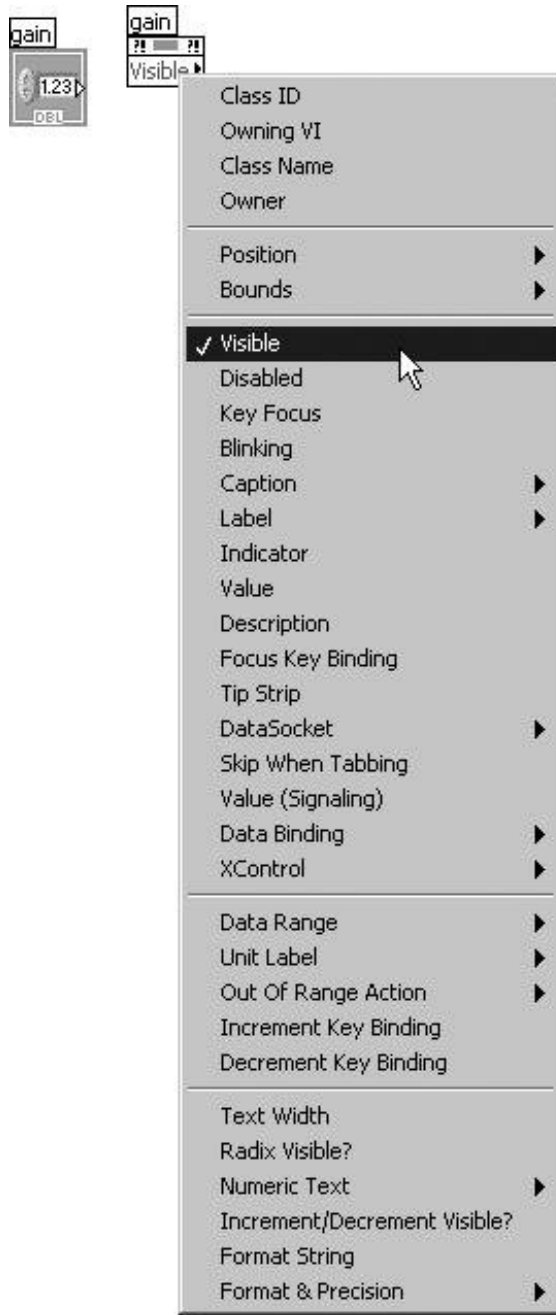 gain
1.23
DBL
gain
?! ?!
Visible
Class ID
Owning VI
Class Name
Owner
Position
Bounds
Visible
Disabled
Key Focus
Blinking
Caption
Label
Indicator
Value
Description
Focus Key Binding
Tip Strip
DataSocket
Skip When Tabbing
Value (Signaling)
Data Binding
XControl
Data Range
Unit Label
Out Of Range Action
Increment Key Binding
Decrement Key Binding
Text Width
Radix Visible?
Numeric Text
Increment/Decrement Visible?
Format String
Format & Precision